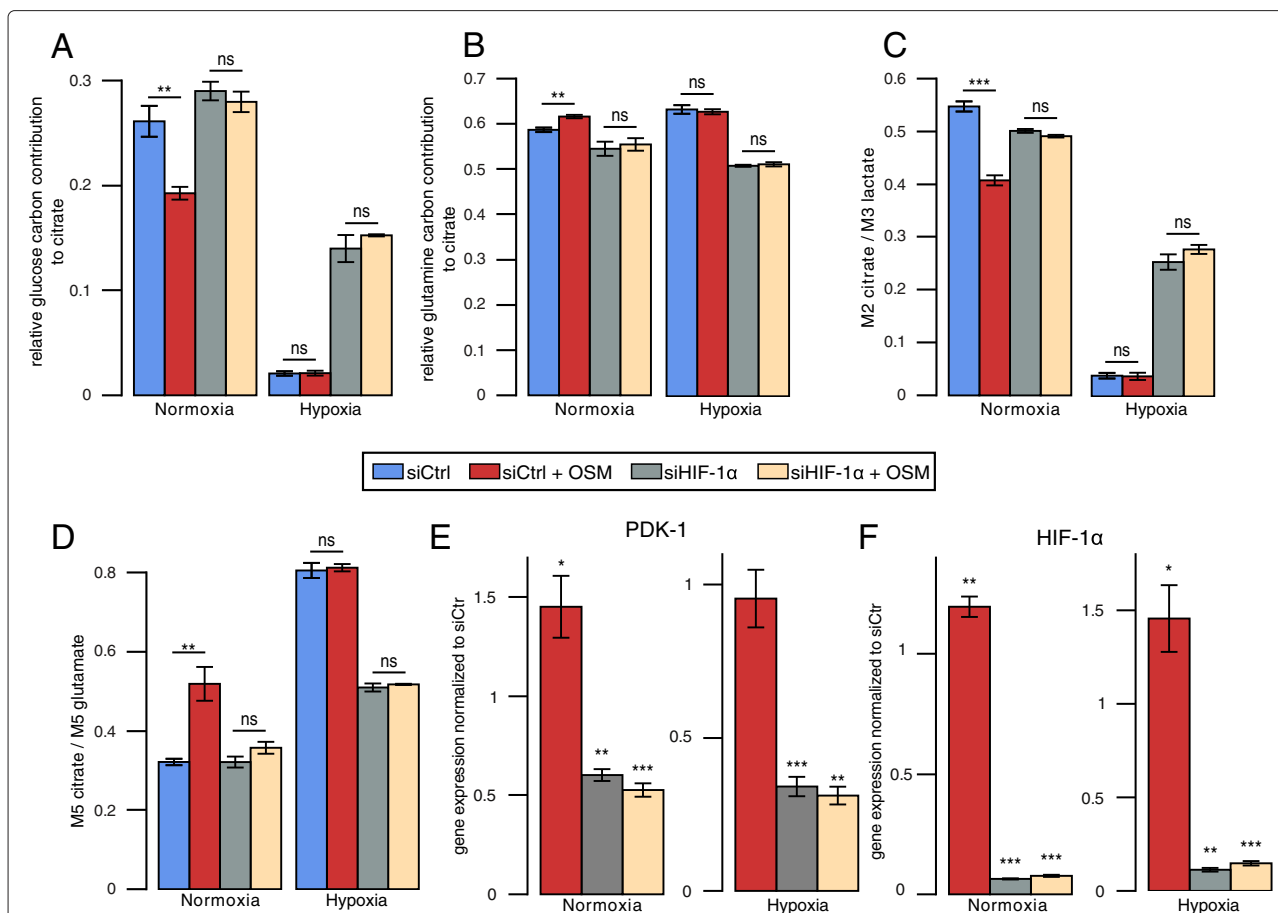 A
relative glucose carbon contribution
to citrate
0.3
0.2
0.1
0
**
ns
ns
ns
Normoxia
Hypoxia
B
relative glutamine carbon contribution
to citrate
0.7
0.6
0.5
0.4
0.3
0.2
0.1
0
**
ns
ns
ns
Normoxia
Hypoxia
C
M2 citrate / M3 lactate
0.6
0.5
0.4
0.3
0.2
0.1
0
***
ns
ns
ns
Normoxia
Hypoxia
siCtrl
siCtrl + OSM
siHIF-1α
siHIF-1α + OSM
D
M5 citrate / M5 glutamate
0.8
0.6
0.4
0.2
0
**
ns
ns
ns
Normoxia
Hypoxia
E
PDK-1
gene expression normalized to siCtr
1.5
1
0.5
0
*
**
***
Normoxia
1
0.5
0
***
**
Hypoxia
F
HIF-1α
gene expression normalized to siCtr
1
1
0
**
***
***
Normoxia
1.5
1
0.5
0
*
**
***
Hypoxia